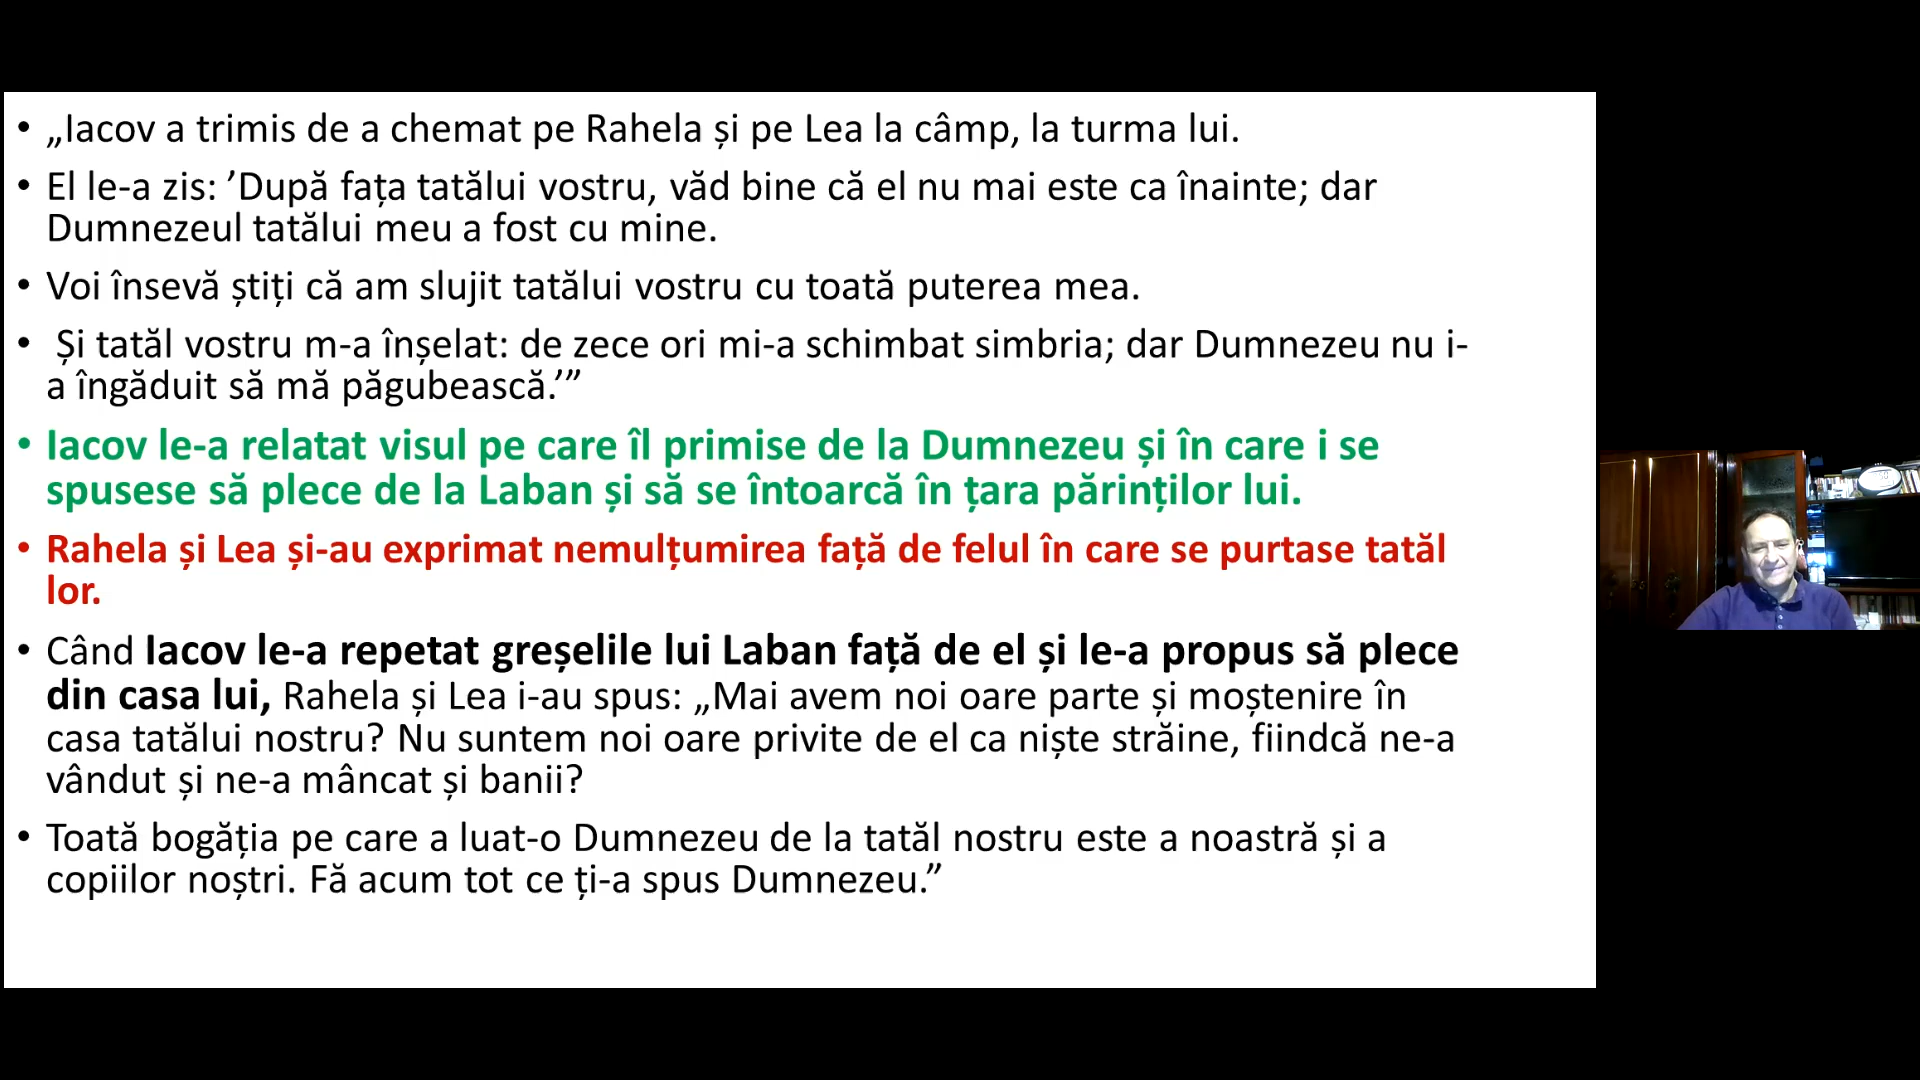 • „Iacov a trimis de a chemat pe Rahela și pe Lea la câmp, la turma lui.
• El le-a zis: ’După fața tatălui vostru, văd bine că el nu mai este ca înainte; dar
Dumnezeul tatălui meu a fost cu mine.
• Voi însevă știți că am slujit tatălui vostru cu toată puterea mea.
• Și tatăl vostru m-a înșelat: de zece ori mi-a schimbat simbria; dar Dumnezeu nu i-
a îngăduit să mă păgubească.’”
• Iacov le-a relatat visul pe care îl primise de la Dumnezeu și în care i se
spusese să plece de la Laban și să se întoarcă în țara părinților lui.
• Rahela și Lea și-au exprimat nemulțumirea față de felul în care se purtase tatăl
lor.
• Când Iacov le-a repetat greșelile lui Laban față de el și le-a propus să plece
din casa lui, Rahela și Lea i-au spus: „Mai avem noi oare parte și moștenire în
casa tatălui nostru? Nu suntem noi oare privite de el ca niște străine, fiindcă ne-a
vândut și ne-a mâncat și banii?
• Toată bogăția pe care a luat-o Dumnezeu de la tatăl nostru este a noastră și a
copiilor noștri. Fă acum tot ce ți-a spus Dumnezeu.”